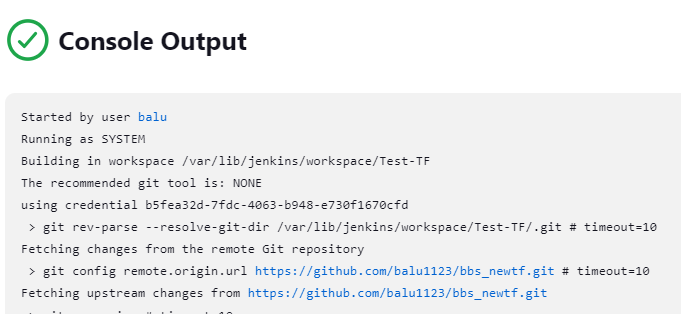 Console Output
Started by user balu
Running as SYSTEM
Building in workspace /var/lib/jenkins/workspace/Test-TF
The recommended git tool is: NONE
using credential b5fea32d-7fdc-4063-b948-e730f1670cfd
 > git rev-parse --resolve-git-dir /var/lib/jenkins/workspace/Test-TF/.git # timeout=10
Fetching changes from the remote Git repository
 > git config remote.origin.url https://github.com/balu1123/bbs_newtf.git # timeout=10
Fetching upstream changes from https://github.com/balu1123/bbs_newtf.git